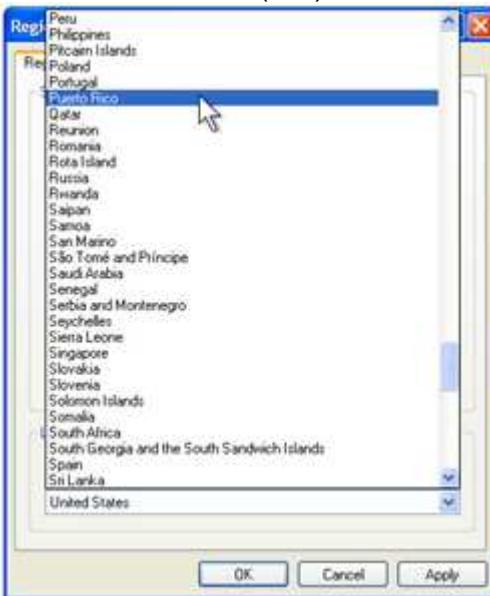 Regi
Peru
Philippines
Pitcairn Islands
Poland
Portugal
Puerto Rico
Qatar
Reunion
Romania
Rota Island
Russia
Rwanda
Saipan
Samoa
San Marino
São Tomé and Príncipe
Saudi Arabia
Senegal
Serbia and Montenegro
Seychelles
Sierra Leone
Singapore
Slovakia
Slovenia
Solomon Islands
Somalia
South Africa
South Georgia and the South Sandwich Islands
Spain
Sri Lanka
United States
OK
Cancel
Apply